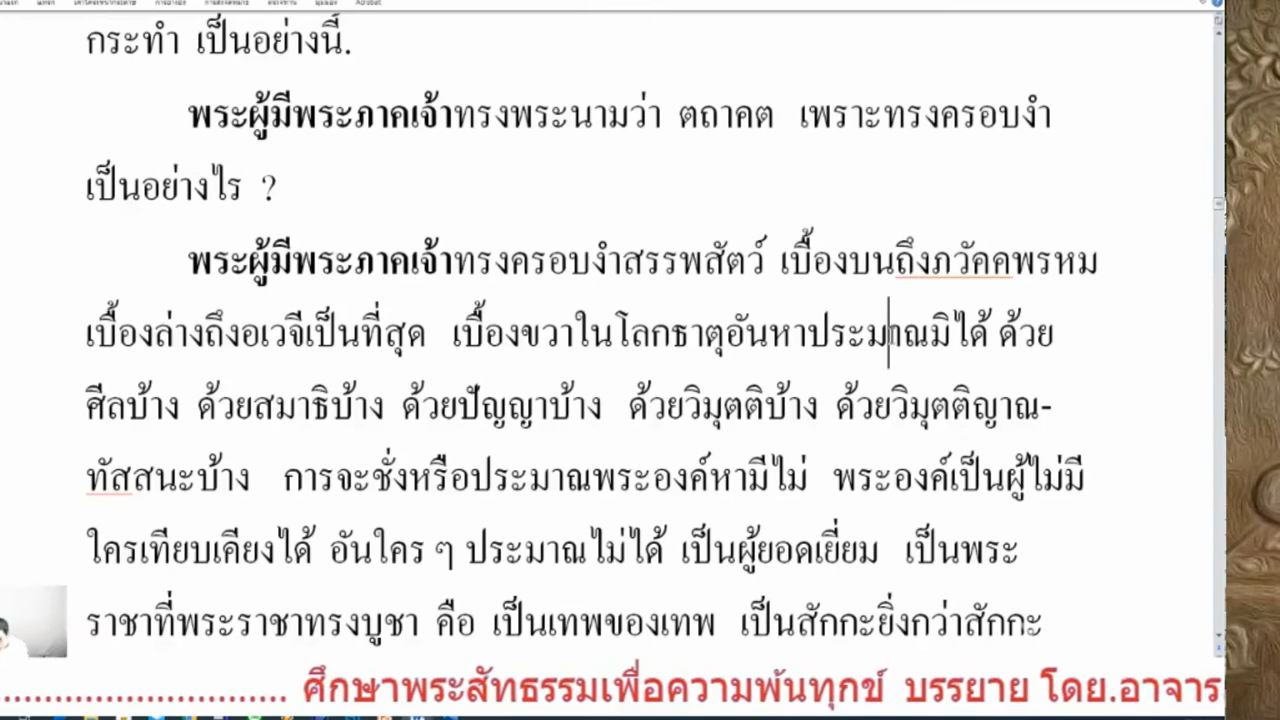 กระทำ เป็นอย่างนี้.
พระผู้มีพระภาคเจ้าทรงพระนามว่า ตถาคต เพราะทรงครอบงำ
เป็นอย่างไร ?
พระผู้มีพระภาคเจ้าทรงครอบงำสรรพสัตว์ เบื้องบนถึงภวัคคพรหม
เบื้องล่างถึงอเวจีเป็นที่สุด เบื้องขวาในโลกธาตุอันหาประมาณมิได้ ด้วย
ศีลบ้าง ด้วยสมาธิบ้าง ด้วยปัญญาบ้าง ด้วยวิมุตติบ้าง ด้วยวิมุตติญาณ-
ทัสสนะบ้าง การจะชั่งหรือประมาณพระองค์หามีไม่ พระองค์เป็นผู้ไม่มี
ใครเทียบเคียงได้ อันใคร ๆ ประมาณไม่ได้ เป็นผู้ยอดเยี่ยม เป็นพระ
ราชาที่พระราชาทรงบูชา คือ เป็นเทพของเทพ เป็นสักกะยิ่งกว่าสักกะ
............................ ศึกษาพระสัทธรรมเพื่อความพ้นทุกข์ บรรยาย โดย.อาจาร